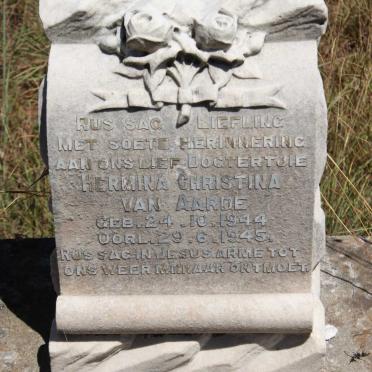 RUS SAG LIEFLING
MET SOETE HERINNERING
AAN ONS LIEF DOGTERTJIE
HERMINA CHRISTINA
VAN AARDE
GEB. 24. 10. 1944
OORL. 29. 6. 1945.
RUS SAG IN JESUS ARME TOT
ONS WEER MEKAAR ONTMOET.